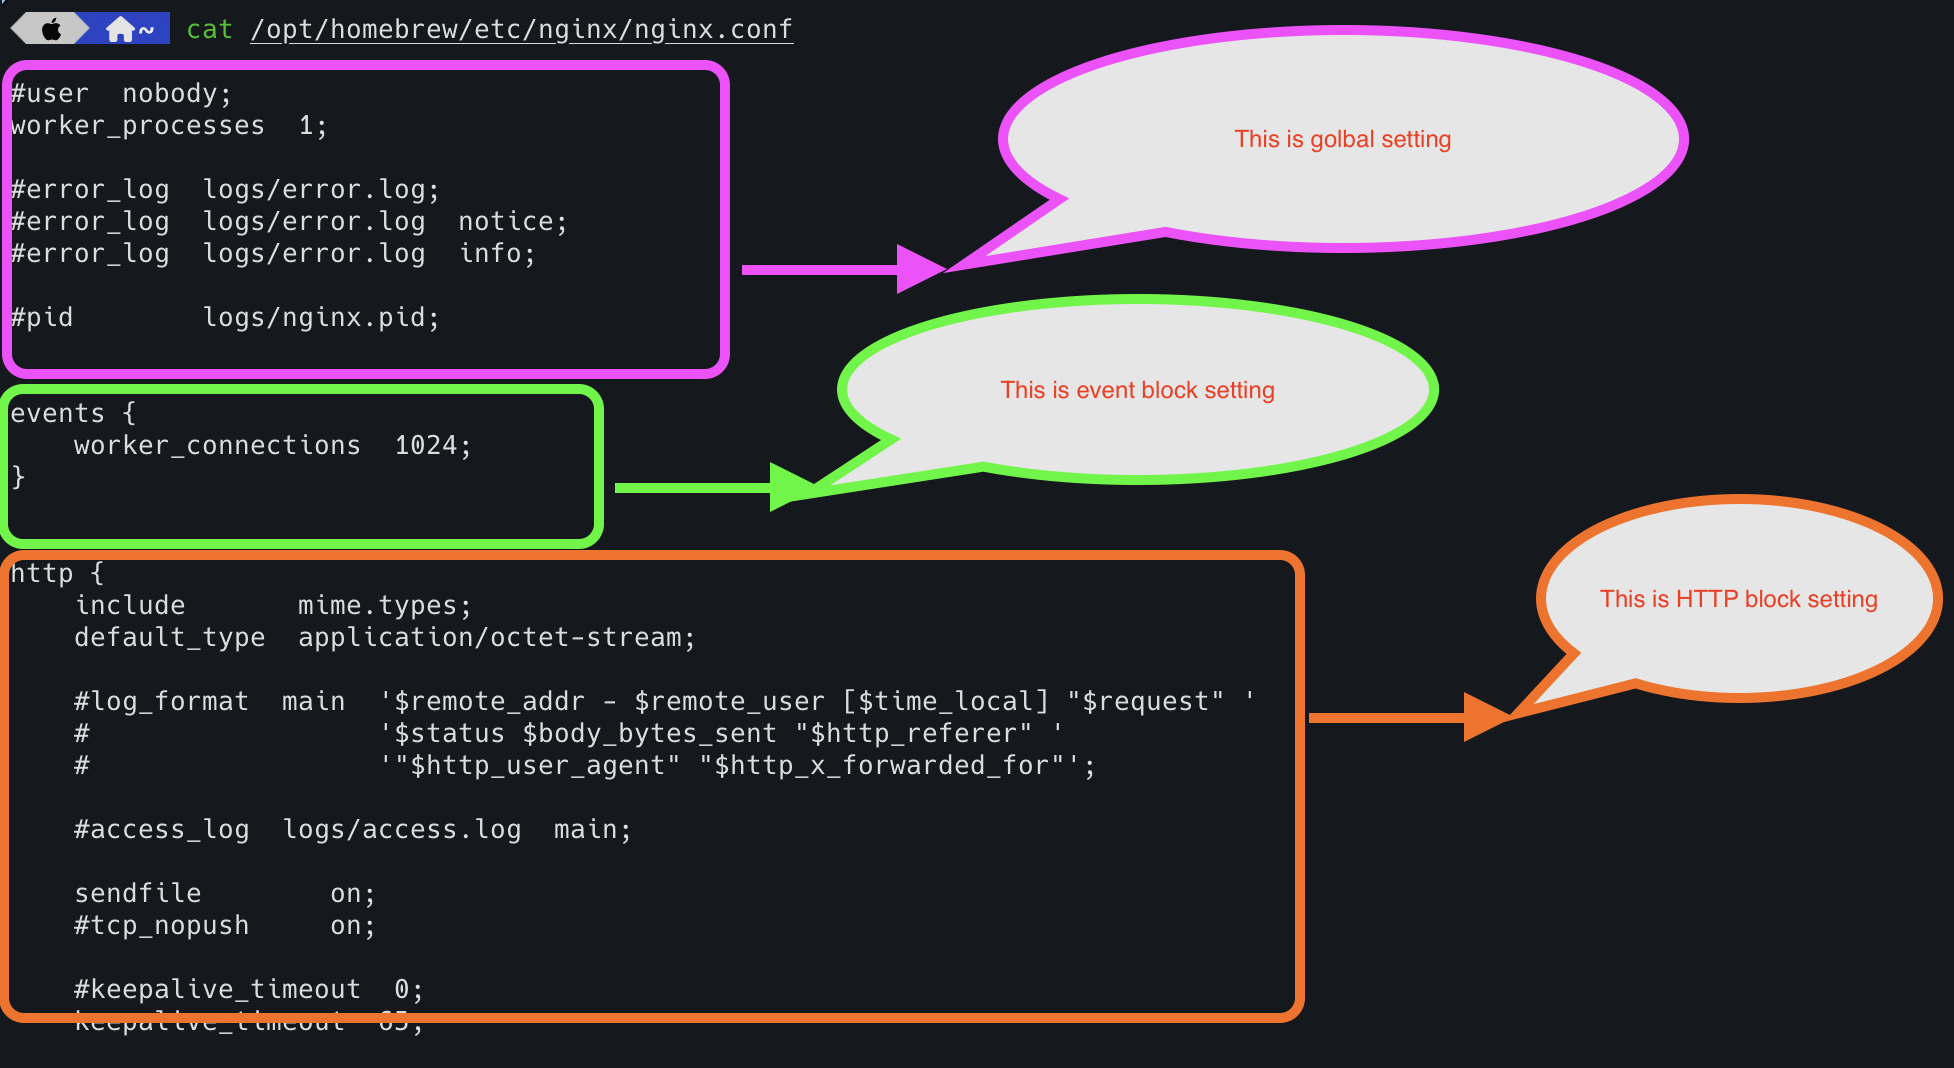 ~ cat /opt/homebrew/etc/nginx/nginx.conf
#user  nobody;
worker_processes  1;
#error_log  logs/error.log;
#error_log  logs/error.log  notice;
#error_log  logs/error.log  info;
#pid        logs/nginx.pid;
This is golbal setting
events {
    worker_connections  1024;
}
This is event block setting
http {
    include       mime.types;
    default_type  application/octet-stream;
    #log_format  main  '$remote_addr - $remote_user [$time_local] "$request" '
    #                  '$status $body_bytes_sent "$http_referer" '
    #                  '"$http_user_agent" "$http_x_forwarded_for"';
    #access_log  logs/access.log  main;
    sendfile        on;
    #tcp_nopush     on;
    #keepalive_timeout  0;
    keepalive_timeout  65;
This is HTTP block setting